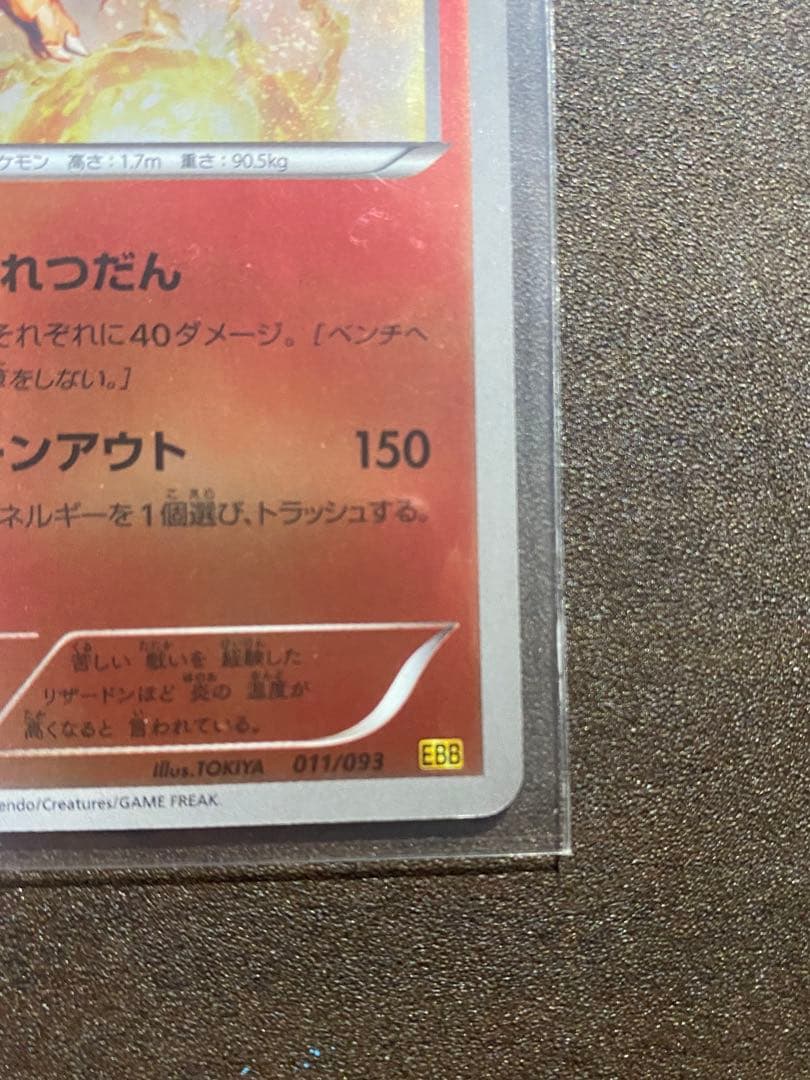 ケモン 高さ:1.7m 重さ:90.5kg
れつだん
それぞれに40ダメージ。[ベンチへ
をしない。]
ーンアウト 150
ネルギーを1個選び、トラッシュする。
苦しい 戦いを 経験した
リザードンほど 炎の 温度が
高くなると 言われている。
Illus.TOKIYA 011/093 EBB
endo/Creatures/GAME FREAK